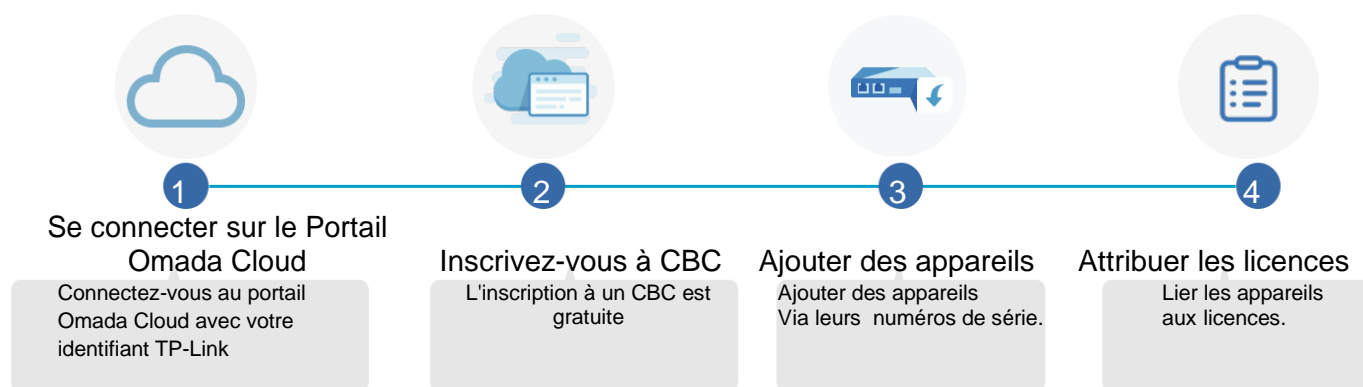 1
Se connecter sur le Portail
Omada Cloud
Connectez-vous au portail
Omada Cloud avec votre
identifiant TP-Link
2
Inscrivez-vous à CBC
L'inscription à un CBC est
gratuite
3
Ajouter des appareils
Ajouter des appareils
Via leurs numéros de série.
4
Attribuer les licences
Lier les appareils
aux licences.